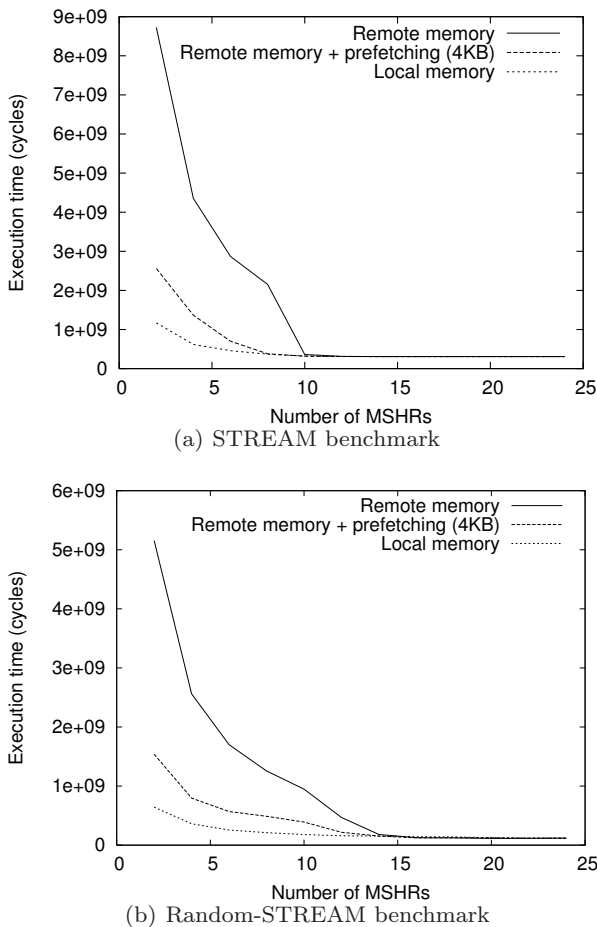 9e+09
8e+09
7e+09
6e+09
5e+09
4e+09
3e+09
2e+09
1e+09
0
Execution time (cycles)
Remote memory
Remote memory + prefetching (4KB)
Local memory
0 5 10 15 20 25
Number of MSHRs
(a) STREAM benchmark
6e+09
5e+09
4e+09
3e+09
2e+09
1e+09
0
Execution time (cycles)
Remote memory
Remote memory + prefetching (4KB)
Local memory
0 5 10 15 20 25
Number of MSHRs
(b) Random-STREAM benchmark